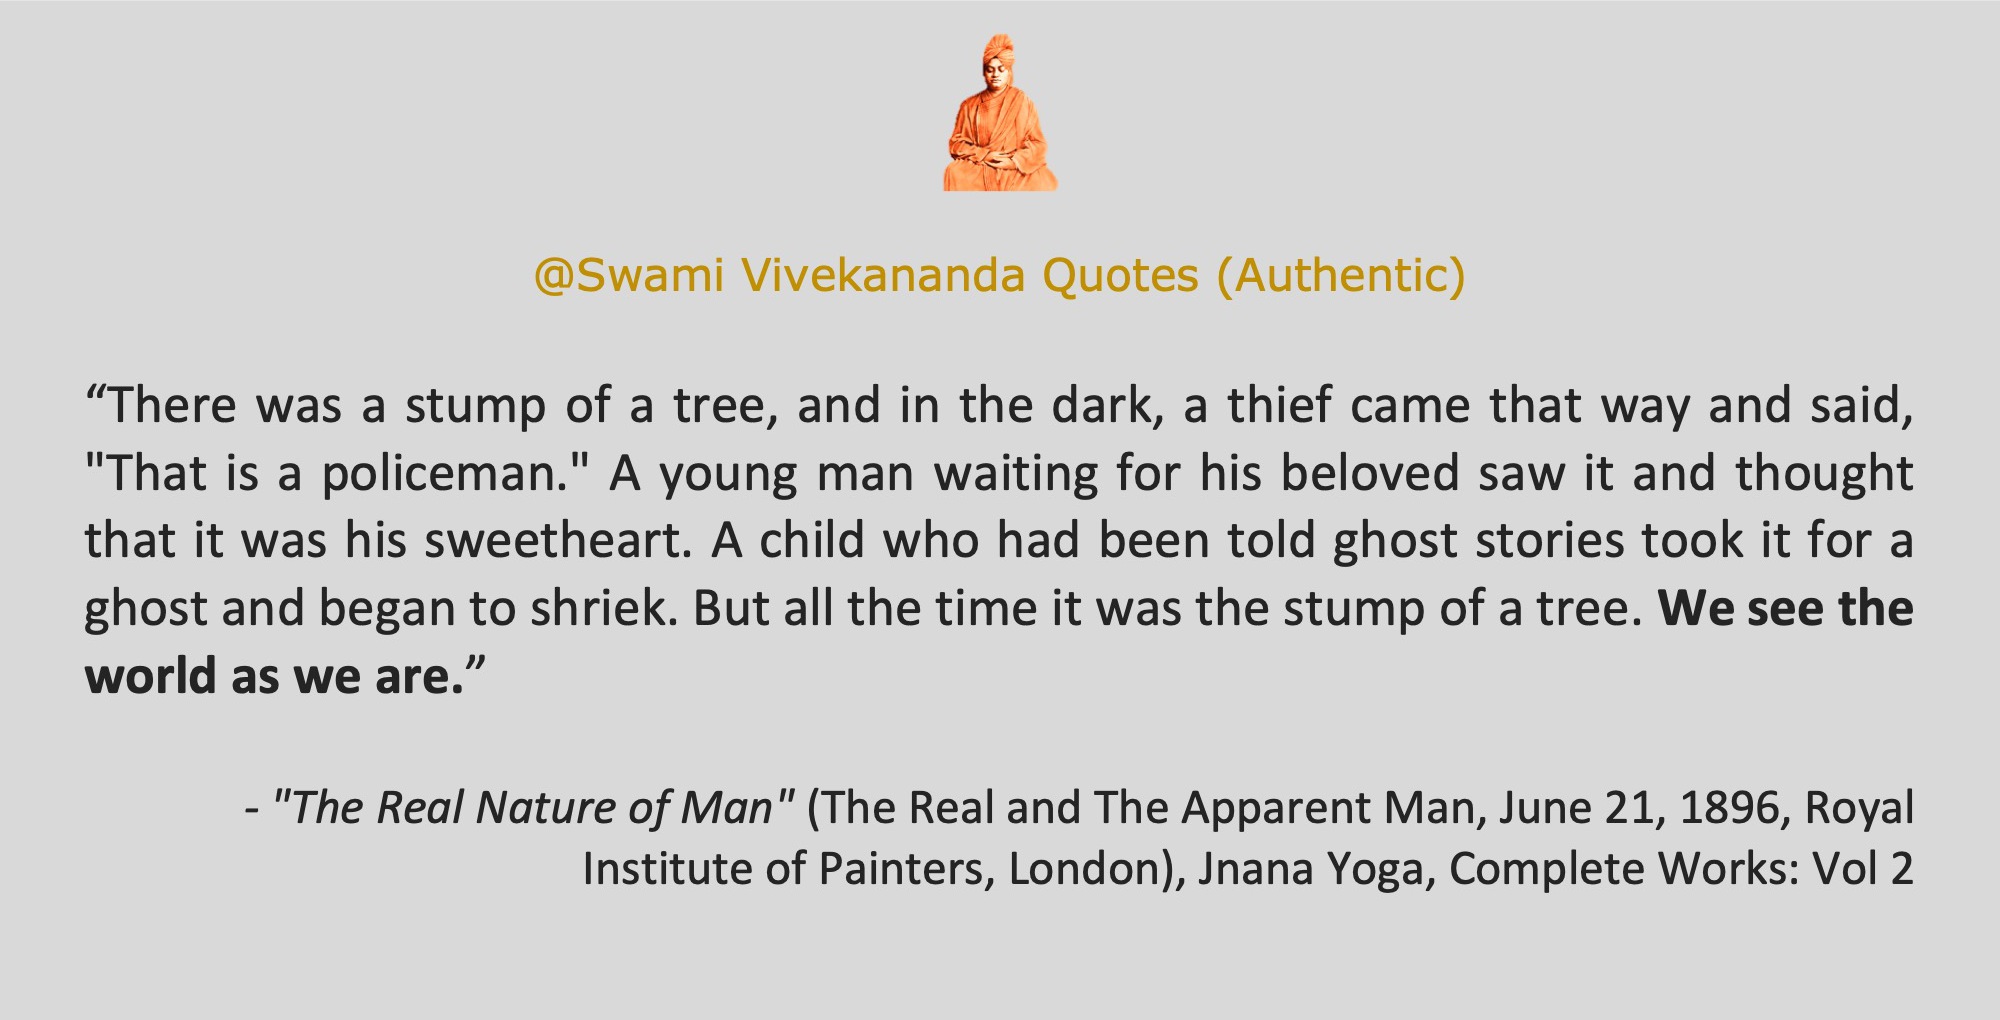 @Swami Vivekananda Quotes (Authentic)
“There was a stump of a tree, and in the dark, a thief came that way and said,
"That is a policeman." A young man waiting for his beloved saw it and thought
that it was his sweetheart. A child who had been told ghost stories took it for a
ghost and began to shriek. But all the time it was the stump of a tree. We see the
world as we are.”
- "The Real Nature of Man" (The Real and The Apparent Man, June 21, 1896, Royal
Institute of Painters, London), Jnana Yoga, Complete Works: Vol 2